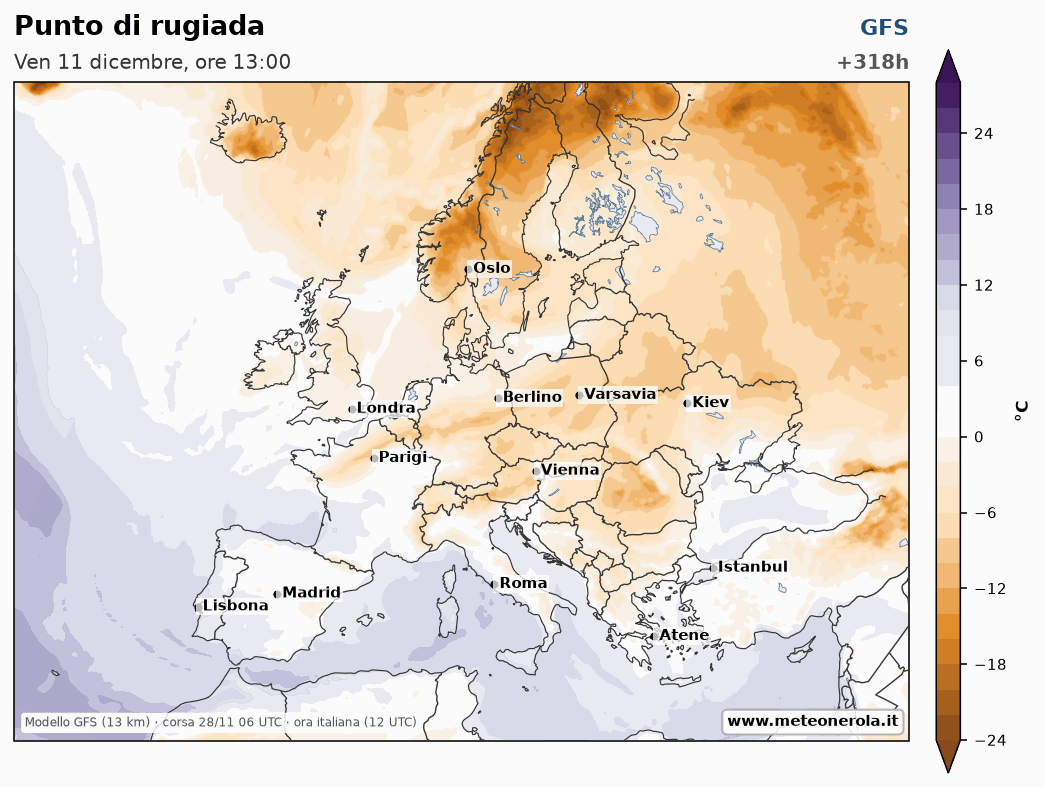 Punto di rugiada
GFS
Ven 11 dicembre, ore 13:00
+318h
24
18
12
6
0
−6
−12
−18
−24
°C
Oslo
Berlino
Varsavia
Kiev
Londra
Parigi
Vienna
Istanbul
Roma
Madrid
Lisbona
Atene
Modello GFS (13 km) · corsa 28/11 06 UTC · ora italiana (12 UTC)
www.meteonerola.it